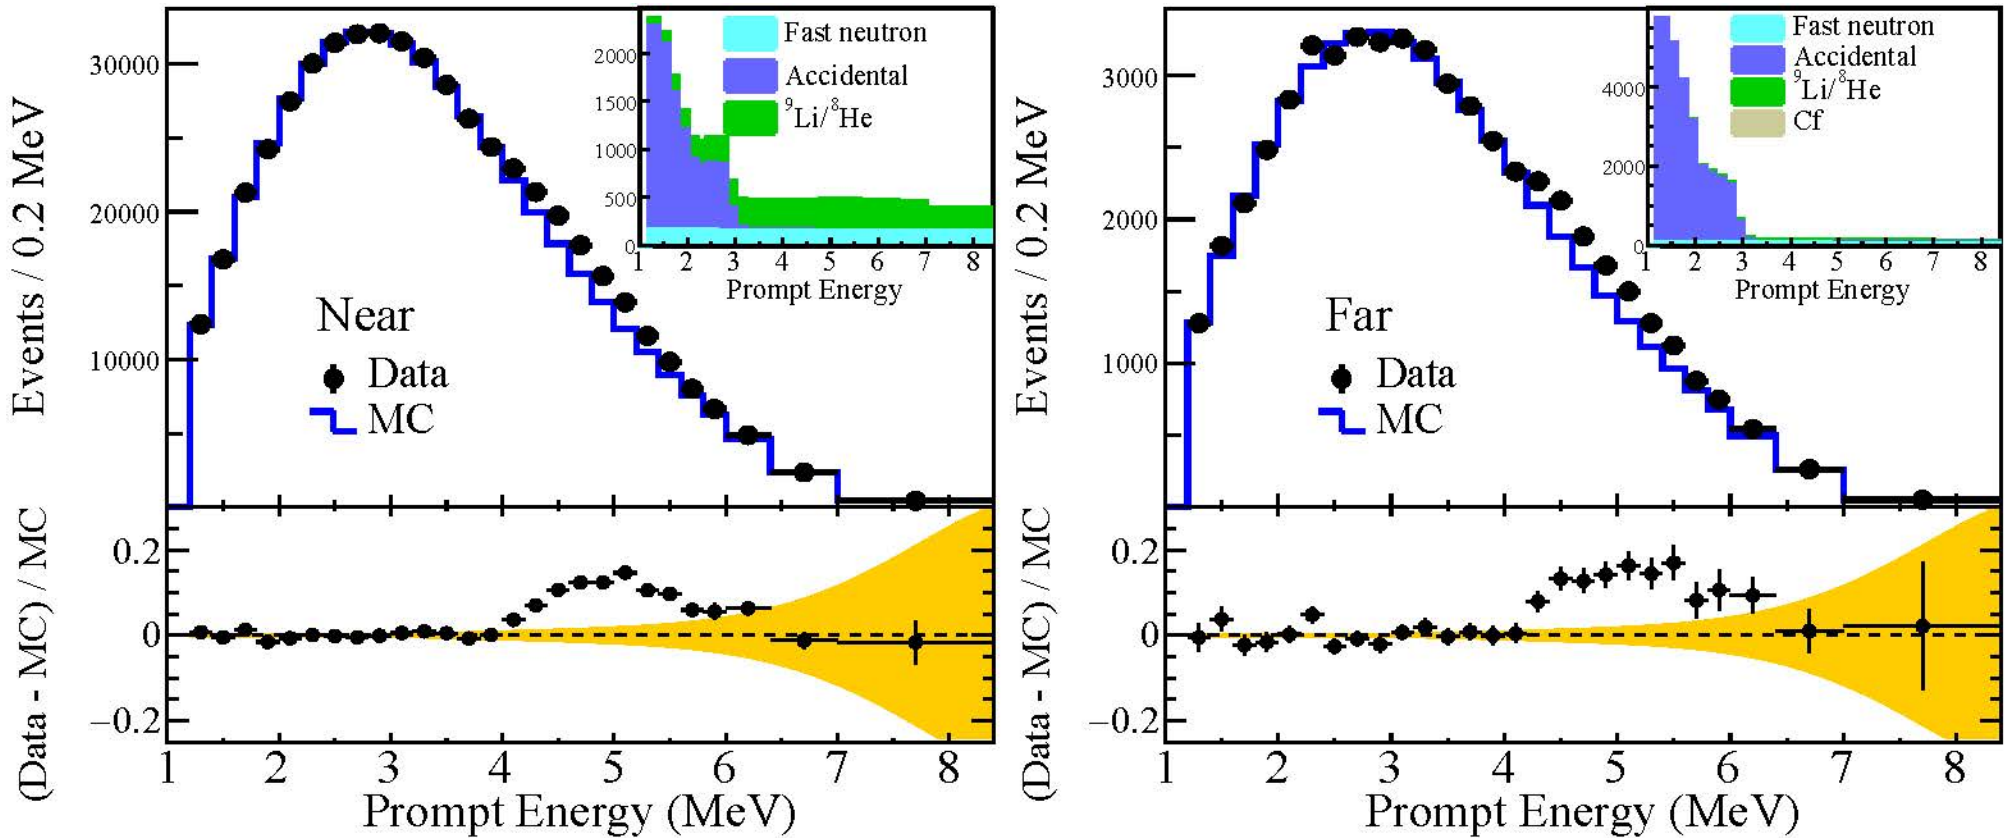 Events / 0.2 MeV
30000
20000
10000
Near
Data
MC
2000
1500
1000
500
0
Fast neutron
Accidental
⁹Li/⁸He
1 2 3 4 5 6 7 8
Prompt Energy
(Data - MC) / MC
0.2
0
−0.2
1 2 3 4 5 6 7 8
Prompt Energy (MeV)
Events / 0.2 MeV
3000
2000
1000
Far
Data
MC
4000
2000
0
Fast neutron
Accidental
⁹Li/⁸He
Cf
1 2 3 4 5 6 7 8
Prompt Energy
(Data - MC) / MC
0.2
0
−0.2
1 2 3 4 5 6 7 8
Prompt Energy (MeV)